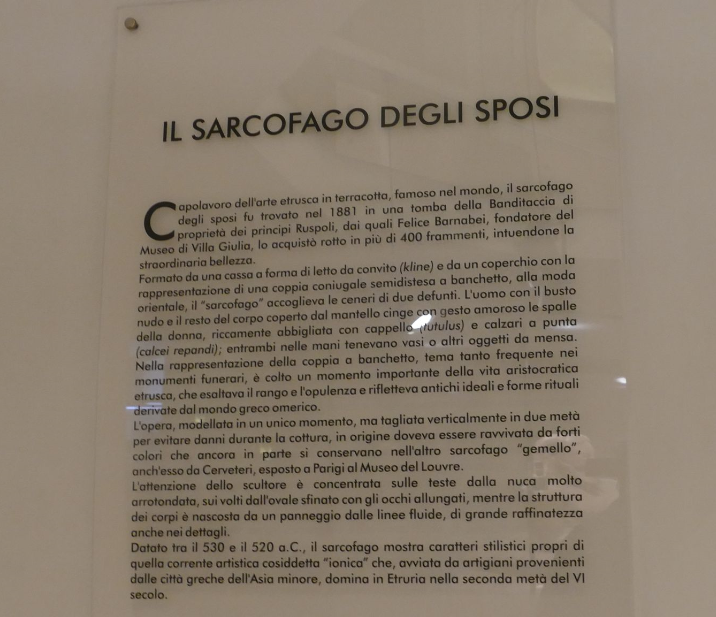 IL SARCOFAGO DEGLI SPOSI
Capolavoro dell'arte etrusca in terracotta, famoso nel mondo, il sarcofago
degli sposi fu trovato nel 1881 in una tomba della Banditaccia di
proprietà dei principi Ruspoli, dai quali Felice Barnabei, fondatore del
Museo di Villa Giulia, lo acquistò rotto in più di 400 frammenti, intuendone la
straordinaria bellezza.
Formato da una cassa a forma di letto da convito (kline) e da un coperchio con la
rappresentazione di una coppia coniugale semidistesa a banchetto, alla moda
orientale, il "sarcofago" accoglieva le ceneri di due defunti. L'uomo con il busto
nudo e il resto del corpo coperto dal mantello cinge con gesto amoroso le spalle
della donna, riccamente abbigliata con cappello (tutulus) e calzari a punta
(calcei repandi); entrambi nelle mani tenevano vasi o altri oggetti da mensa.
Nella rappresentazione della coppia a banchetto, tema tanto frequente nei
monumenti funerari, è colto un momento importante della vita aristocratica
etrusca, che esaltava il rango e l'opulenza e rifletteva antichi ideali e forme rituali
derivate dal mondo greco omerico.
L'opera, modellata in un unico momento, ma tagliata verticalmente in due metà
per evitare danni durante la cottura, in origine doveva essere ravvivata da forti
colori che ancora in parte si conservano nell'altro sarcofago "gemello",
anch'esso da Cerveteri, esposto a Parigi al Museo del Louvre.
L'attenzione dello scultore è concentrata sulle teste dalla nuca molto
arrotondata, sui volti dall'ovale sfinato con gli occhi allungati, mentre la struttura
dei corpi è nascosta da un panneggio dalle linee fluide, di grande raffinatezza
anche nei dettagli.
Datato tra il 530 e il 520 a.C., il sarcofago mostra caratteri stilistici propri di
quella corrente artistica cosiddetta "ionica" che, avviata da artigiani provenienti
dalle città greche dell'Asia minore, domina in Etruria nella seconda metà del VI
secolo.